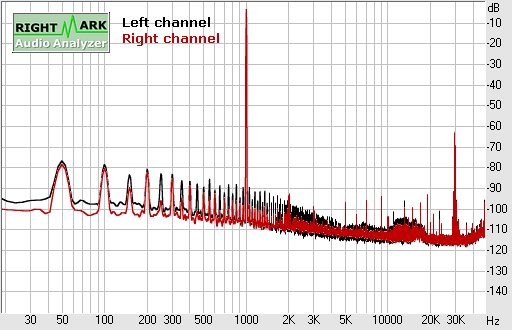 RIGHT MARK
Audio Analyzer
Left channel
Right channel
dB
-10
-20
-30
-40
-50
-60
-70
-80
-90
-100
-110
-120
-130
-140
30 50 100 200 300 500 1000 2K 3K 5K 10000 20K 30K Hz